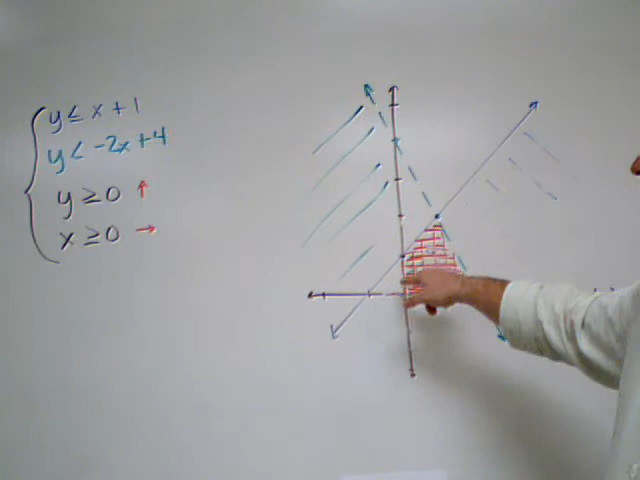 y ≤ x + 1
y < -2x + 4
y ≥ 0 ↑
x ≥ 0 →